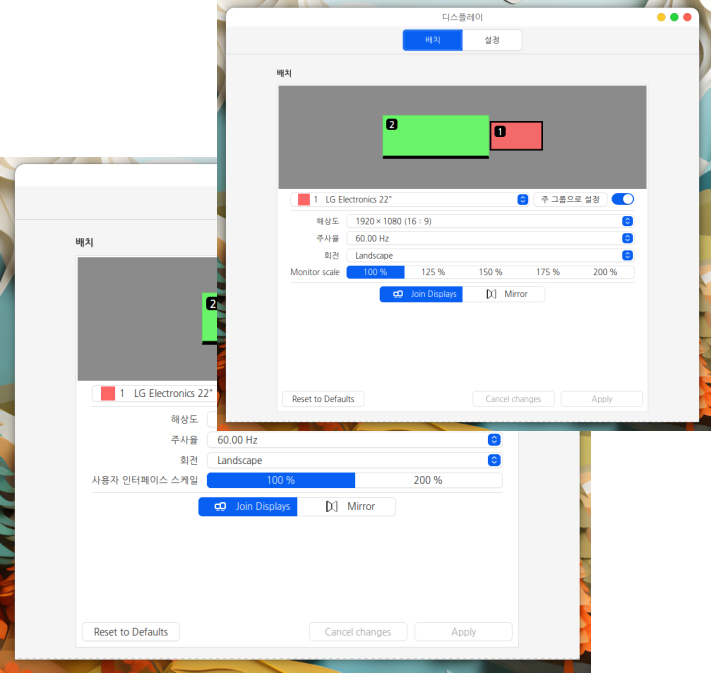 디스플레이
배치 설정
배치
2
1
1 LG Electronics 22" 주 그룹으로 설정
해상도 1920 × 1080 (16 : 9)
주사율 60.00 Hz
회전 Landscape
Monitor scale 100 % 125 % 150 % 175 % 200 %
Join Displays Mirror
Reset to Defaults Cancel changes Apply
배치
2
1 LG Electronics 22"
해상도
주사율 60.00 Hz
회전 Landscape
사용자 인터페이스 스케일 100 % 200 %
Join Displays Mirror
Reset to Defaults Cancel changes Apply